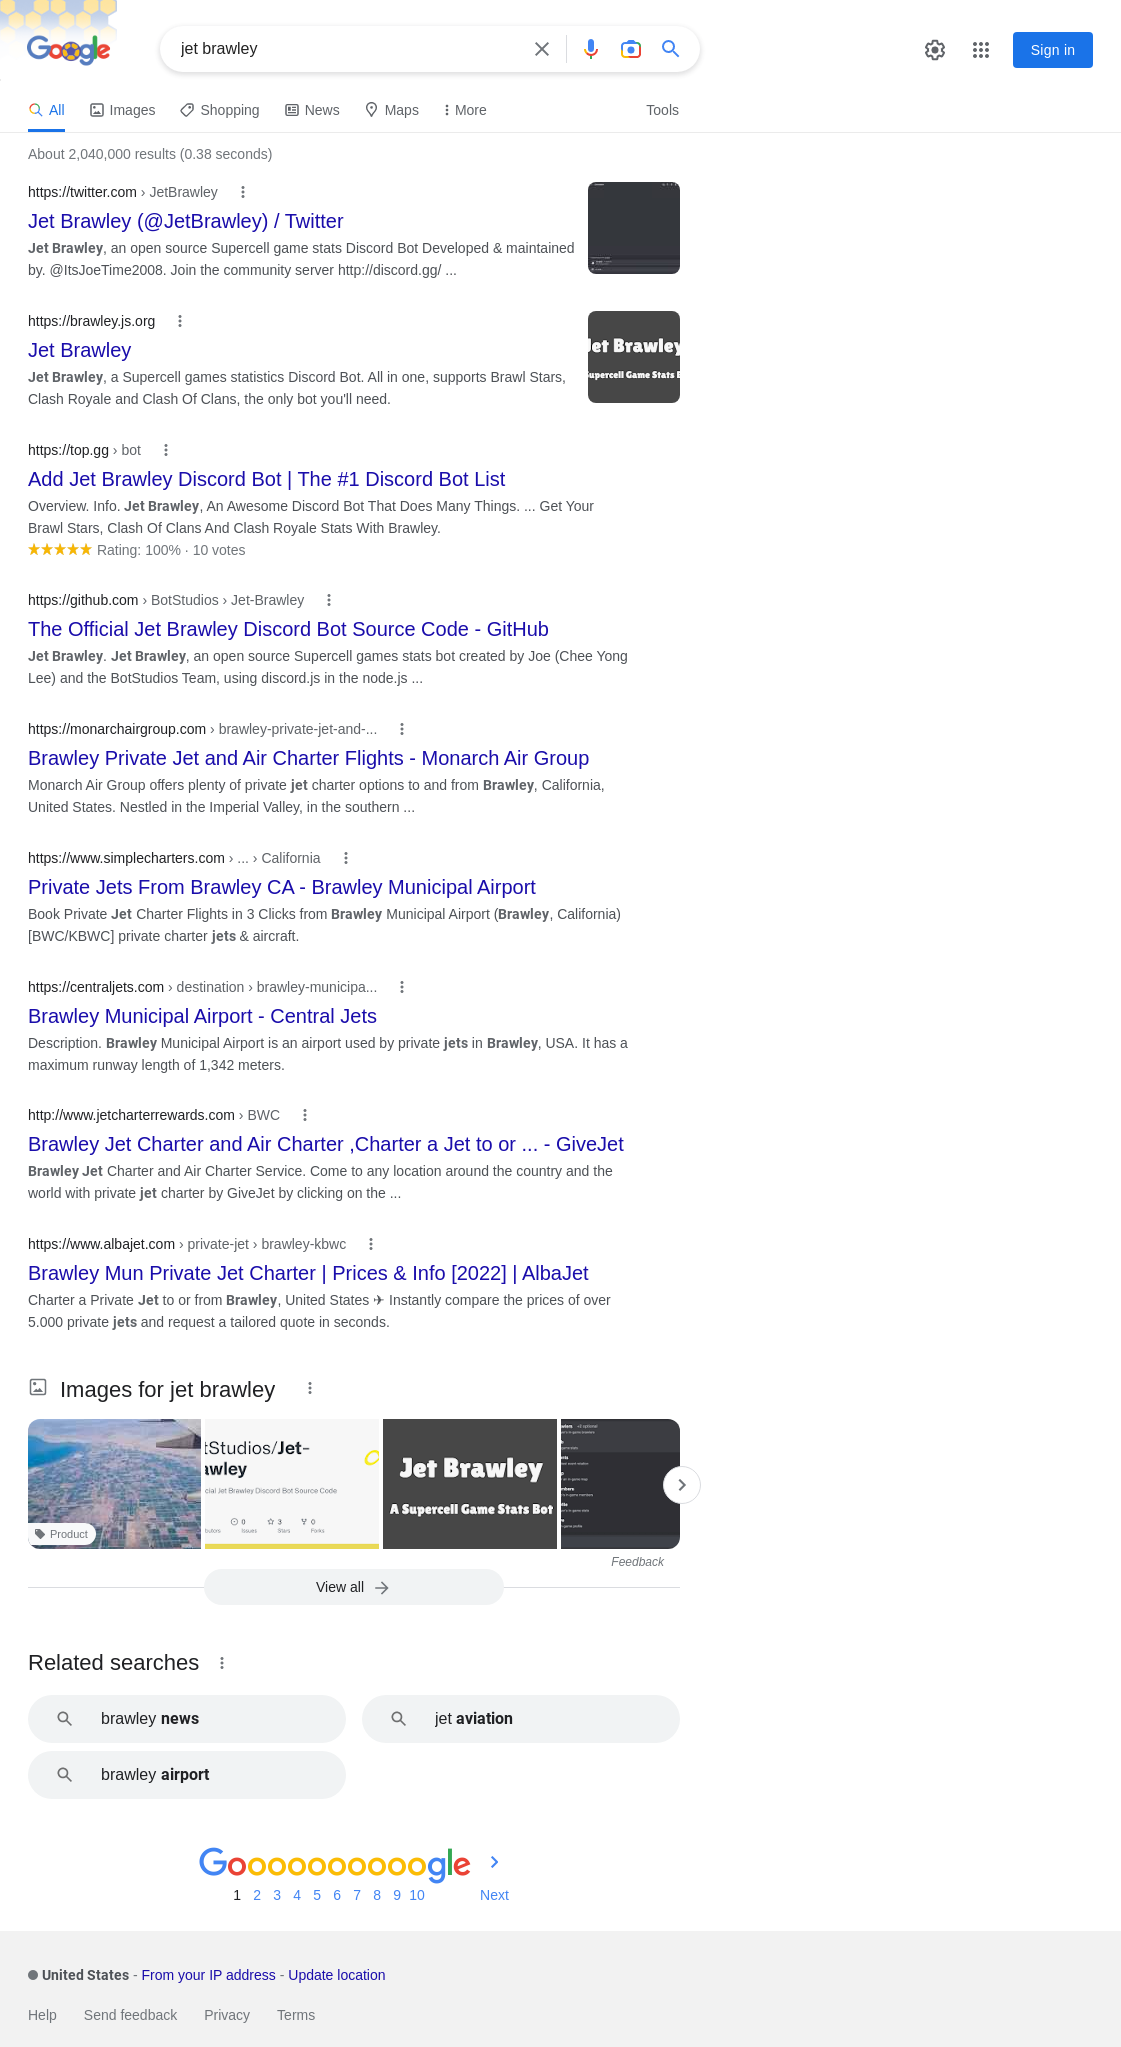 Google
jet brawley
Sign in
All
Images
Shopping
News
Maps
More
Tools
About 2,040,000 results (0.38 seconds)
https://twitter.com › JetBrawley
Jet Brawley (@JetBrawley) / Twitter
Jet Brawley, an open source Supercell game stats Discord Bot Developed & maintained
by. @ItsJoeTime2008. Join the community server http://discord.gg/ ...
https://brawley.js.org
Jet Brawley
Jet Brawley, a Supercell games statistics Discord Bot. All in one, supports Brawl Stars,
Clash Royale and Clash Of Clans, the only bot you'll need.
Jet Brawley
Supercell Game Stats B
https://top.gg › bot
Add Jet Brawley Discord Bot | The #1 Discord Bot List
Overview. Info. Jet Brawley, An Awesome Discord Bot That Does Many Things. ... Get Your
Brawl Stars, Clash Of Clans And Clash Royale Stats With Brawley.
Rating: 100% · 10 votes
https://github.com › BotStudios › Jet-Brawley
The Official Jet Brawley Discord Bot Source Code - GitHub
Jet Brawley. Jet Brawley, an open source Supercell games stats bot created by Joe (Chee Yong
Lee) and the BotStudios Team, using discord.js in the node.js ...
https://monarchairgroup.com › brawley-private-jet-and-...
Brawley Private Jet and Air Charter Flights - Monarch Air Group
Monarch Air Group offers plenty of private jet charter options to and from Brawley, California,
United States. Nestled in the Imperial Valley, in the southern ...
https://www.simplecharters.com › ... › California
Private Jets From Brawley CA - Brawley Municipal Airport
Book Private Jet Charter Flights in 3 Clicks from Brawley Municipal Airport (Brawley, California)
[BWC/KBWC] private charter jets & aircraft.
https://centraljets.com › destination › brawley-municipa...
Brawley Municipal Airport - Central Jets
Description. Brawley Municipal Airport is an airport used by private jets in Brawley, USA. It has a
maximum runway length of 1,342 meters.
http://www.jetcharterrewards.com › BWC
Brawley Jet Charter and Air Charter ,Charter a Jet to or ... - GiveJet
Brawley Jet Charter and Air Charter Service. Come to any location around the country and the
world with private jet charter by GiveJet by clicking on the ...
https://www.albajet.com › private-jet › brawley-kbwc
Brawley Mun Private Jet Charter | Prices & Info [2022] | AlbaJet
Charter a Private Jet to or from Brawley, United States ✈ Instantly compare the prices of over
5.000 private jets and request a tailored quote in seconds.
Images for jet brawley
Product
tStudios/Jet-
awley
cial Jet Brawley Discord Bot Source Code
0 3 0
utors Issues Stars Forks
Jet Brawley
A Supercell Game Stats Bot
Feedback
View all
Related searches
brawley news
jet aviation
brawley airport
Goooooooooogle
1 2 3 4 5 6 7 8 9 10 Next
United States - From your IP address - Update location
Help Send feedback Privacy Terms